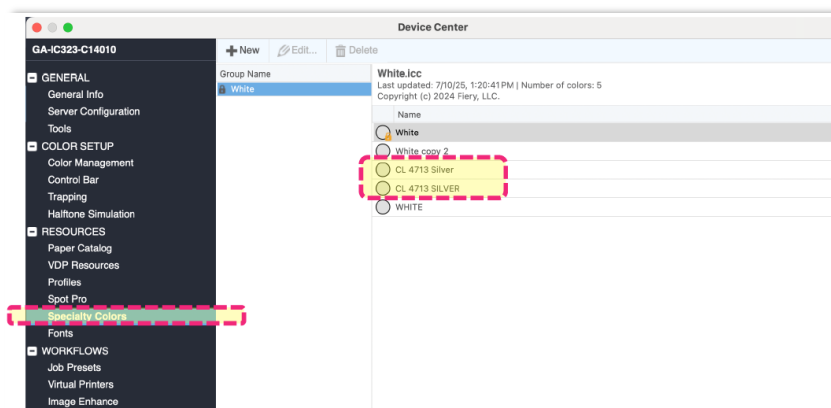 Device Center
GA-IC323-C14010
New Edit... Delete
GENERAL
General Info
Server Configuration
Tools
COLOR SETUP
Color Management
Control Bar
Trapping
Halftone Simulation
RESOURCES
Paper Catalog
VDP Resources
Profiles
Spot Pro
Specialty Colors
Fonts
WORKFLOWS
Job Presets
Virtual Printers
Image Enhance
Group Name
White
White.icc
Last updated: 7/10/25, 1:20:41 PM | Number of colors: 5
Copyright (c) 2024 Fiery, LLC.
Name
White
White copy 2
CL 4713 Silver
CL 4713 SILVER
WHITE